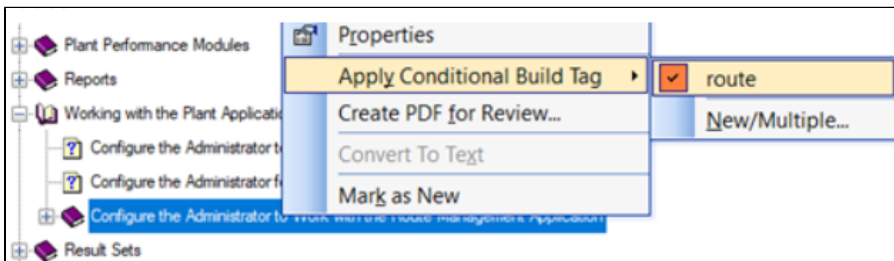 Plant Performance Modules
Reports
Working with the Plant Applicatio
Configure the Administrator to
Configure the Administrator f
Configure the Administrator to Work with the Route Management Application
Result Sets
Properties
Apply Conditional Build Tag
Create PDF for Review...
Convert To Text
Mark as New
route
New/Multiple...